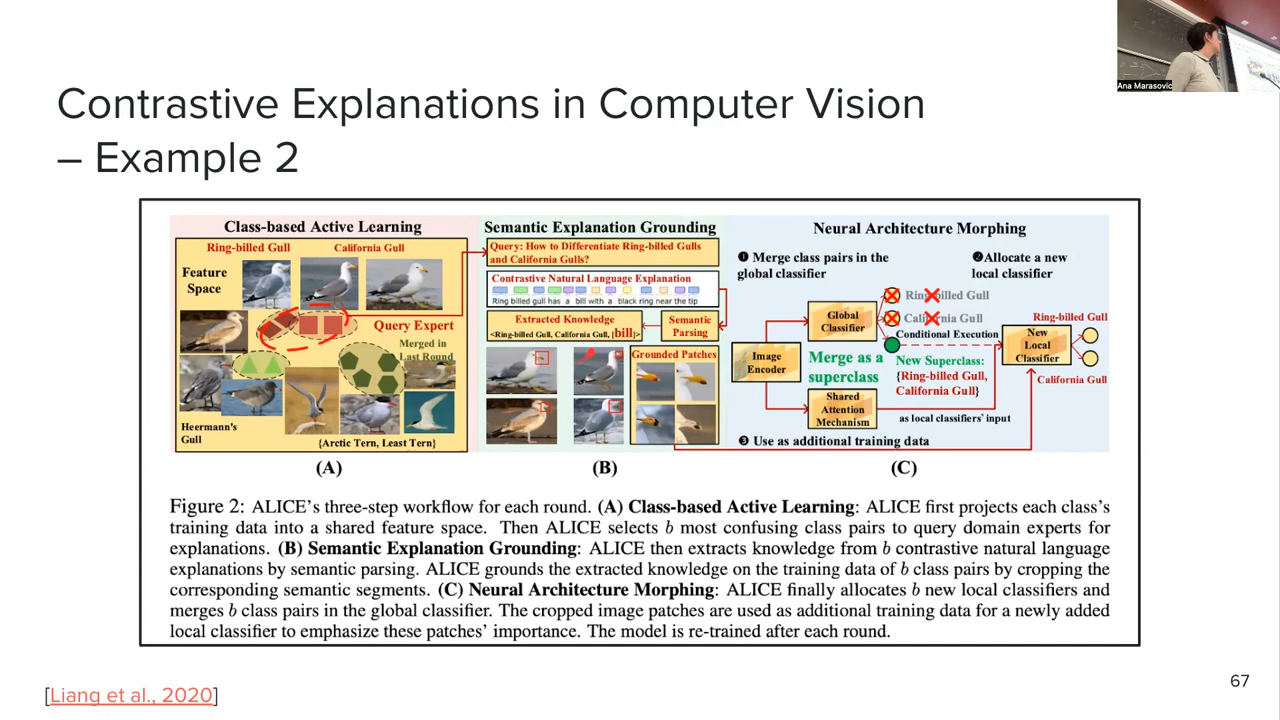 Ana Marasovic
Contrastive Explanations in Computer Vision
– Example 2
Class-based Active Learning
Ring-billed Gull
California Gull
Feature
Space
Query Expert
Merged in
Last Round
Heermann's
Gull
{Arctic Tern, Least Tern}
(A)
Semantic Explanation Grounding
Query: How to Differentiate Ring-billed Gulls
and California Gulls?
Contrastive Natural Language Explanation
Ring billed gull has a bill with a black ring near the tip
Extracted Knowledge
<Ring-billed Gull, California Gull, |bill|>
Semantic
Parsing
Grounded Patches
(B)
Neural Architecture Morphing
❶ Merge class pairs in the
global classifier
❷Allocate a new
local classifier
Image
Encoder
Global
Classifier
Ring-billed Gull
California Gull
Conditional Execution
Merge as a
superclass
New Superclass:
{Ring-billed Gull,
California Gull}
Shared
Attention
Mechanism
as local classifiers' input
New
Local
Classifier
Ring-billed Gull
California Gull
❸ Use as additional training data
(C)
Figure 2: ALICE's three-step workflow for each round. (A) Class-based Active Learning: ALICE first projects each class's
training data into a shared feature space. Then ALICE selects b most confusing class pairs to query domain experts for
explanations. (B) Semantic Explanation Grounding: ALICE then extracts knowledge from b contrastive natural language
explanations by semantic parsing. ALICE grounds the extracted knowledge on the training data of b class pairs by cropping the
corresponding semantic segments. (C) Neural Architecture Morphing: ALICE finally allocates b new local classifiers and
merges b class pairs in the global classifier. The cropped image patches are used as additional training data for a newly added
local classifier to emphasize these patches' importance. The model is re-trained after each round.
[Liang et al., 2020]
67